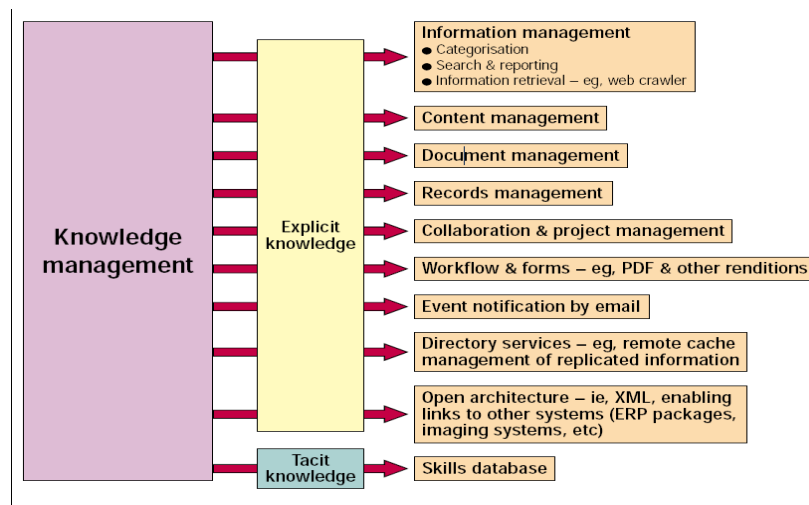 Knowledge
management
Explicit
knowledge
Tacit
knowledge
Information management
● Categorisation
● Search & reporting
● Information retrieval – eg, web crawler
Content management
Document management
Records management
Collaboration & project management
Workflow & forms – eg, PDF & other renditions
Event notification by email
Directory services – eg, remote cache
management of replicated information
Open architecture – ie, XML, enabling
links to other systems (ERP packages,
imaging systems, etc)
Skills database